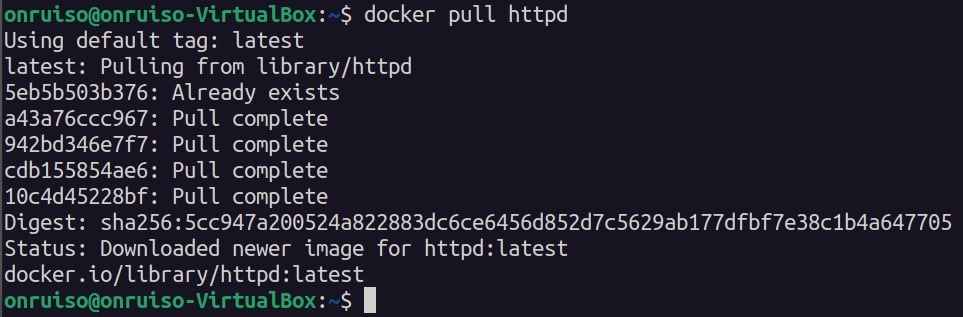 onruiso@onruiso-VirtualBox:~$ docker pull httpd
Using default tag: latest
latest: Pulling from library/httpd
5eb5b503b376: Already exists
a43a76ccc967: Pull complete
942bd346e7f7: Pull complete
cdb155854ae6: Pull complete
10c4d45228bf: Pull complete
Digest: sha256:5cc947a200524a822883dc6ce6456d852d7c5629ab177dfbf7e38c1b4a647705
Status: Downloaded newer image for httpd:latest
docker.io/library/httpd:latest
onruiso@onruiso-VirtualBox:~$